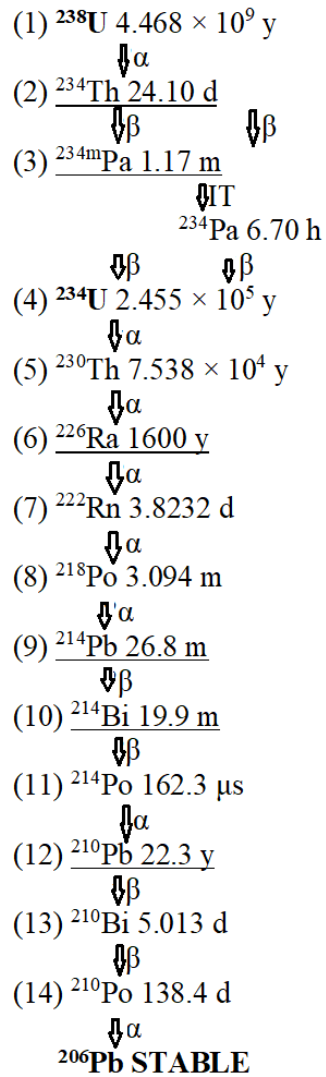 (1) ²³⁸U 4.468 × 10⁹ y
α
(2) ²³⁴Th 24.10 d
β β
(3) ²³⁴ᵐPa 1.17 m
IT
²³⁴Pa 6.70 h
β β
(4) ²³⁴U 2.455 × 10⁵ y
α
(5) ²³⁰Th 7.538 × 10⁴ y
α
(6) ²²⁶Ra 1600 y
α
(7) ²²²Rn 3.8232 d
α
(8) ²¹⁸Po 3.094 m
α
(9) ²¹⁴Pb 26.8 m
β
(10) ²¹⁴Bi 19.9 m
β
(11) ²¹⁴Po 162.3 µs
α
(12) ²¹⁰Pb 22.3 y
β
(13) ²¹⁰Bi 5.013 d
β
(14) ²¹⁰Po 138.4 d
α
²⁰⁶Pb STABLE